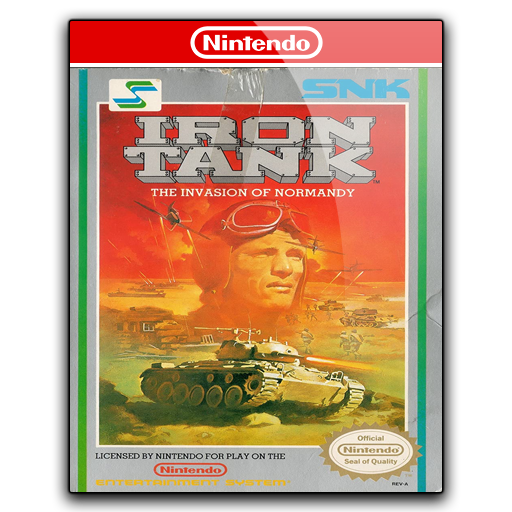 Nintendo
SNK
IRON
TANK
TM
THE INVASION OF NORMANDY
LICENSED BY NINTENDO FOR PLAY ON THE
Nintendo
ENTERTAINMENT SYSTEM
Official
Nintendo
Seal of Quality
REV-A